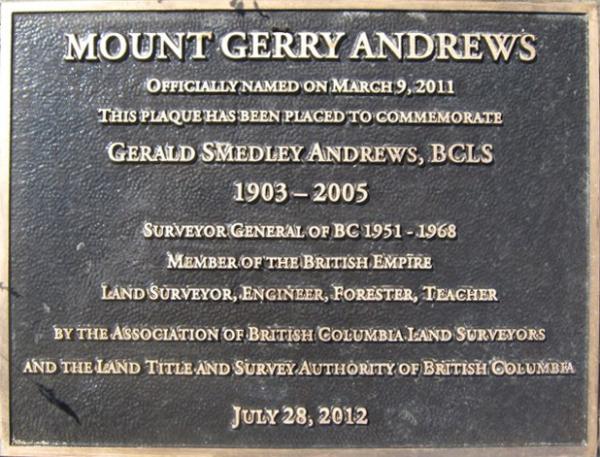 MOUNT GERRY ANDREWS
OFFICIALLY NAMED ON MARCH 9, 2011
THIS PLAQUE HAS BEEN PLACED TO COMMEMORATE
GERALD SMEDLEY ANDREWS, BCLS
1903 – 2005
SURVEYOR GENERAL OF BC 1951 - 1968
MEMBER OF THE BRITISH EMPIRE
LAND SURVEYOR, ENGINEER, FORESTER, TEACHER
BY THE ASSOCIATION OF BRITISH COLUMBIA LAND SURVEYORS
AND THE LAND TITLE AND SURVEY AUTHORITY OF BRITISH COLUMBIA
JULY 28, 2012